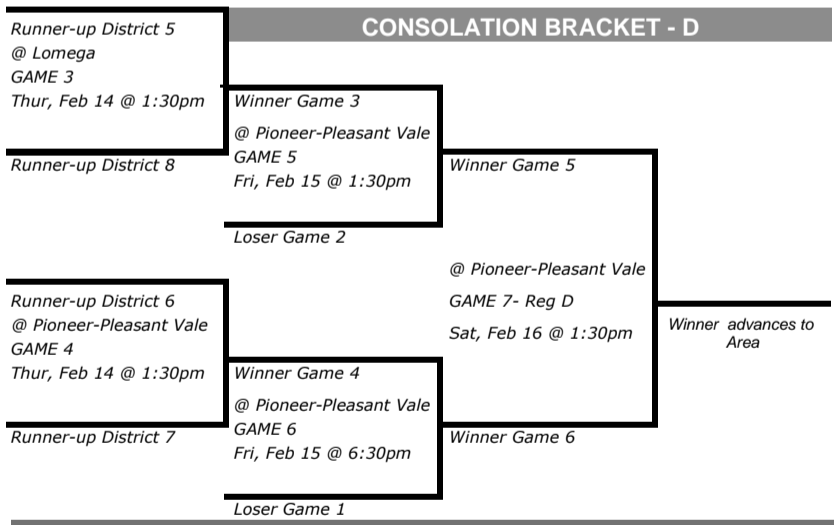 CONSOLATION BRACKET - D
Runner-up District 5
@ Lomega
GAME 3
Thur, Feb 14 @ 1:30pm
Runner-up District 8
Winner Game 3
@ Pioneer-Pleasant Vale
GAME 5
Fri, Feb 15 @ 1:30pm
Loser Game 2
Runner-up District 6
@ Pioneer-Pleasant Vale
GAME 4
Thur, Feb 14 @ 1:30pm
Runner-up District 7
Winner Game 4
@ Pioneer-Pleasant Vale
GAME 6
Fri, Feb 15 @ 6:30pm
Loser Game 1
Winner Game 5
@ Pioneer-Pleasant Vale
GAME 7- Reg D
Sat, Feb 16 @ 1:30pm
Winner Game 6
Winner advances to
Area